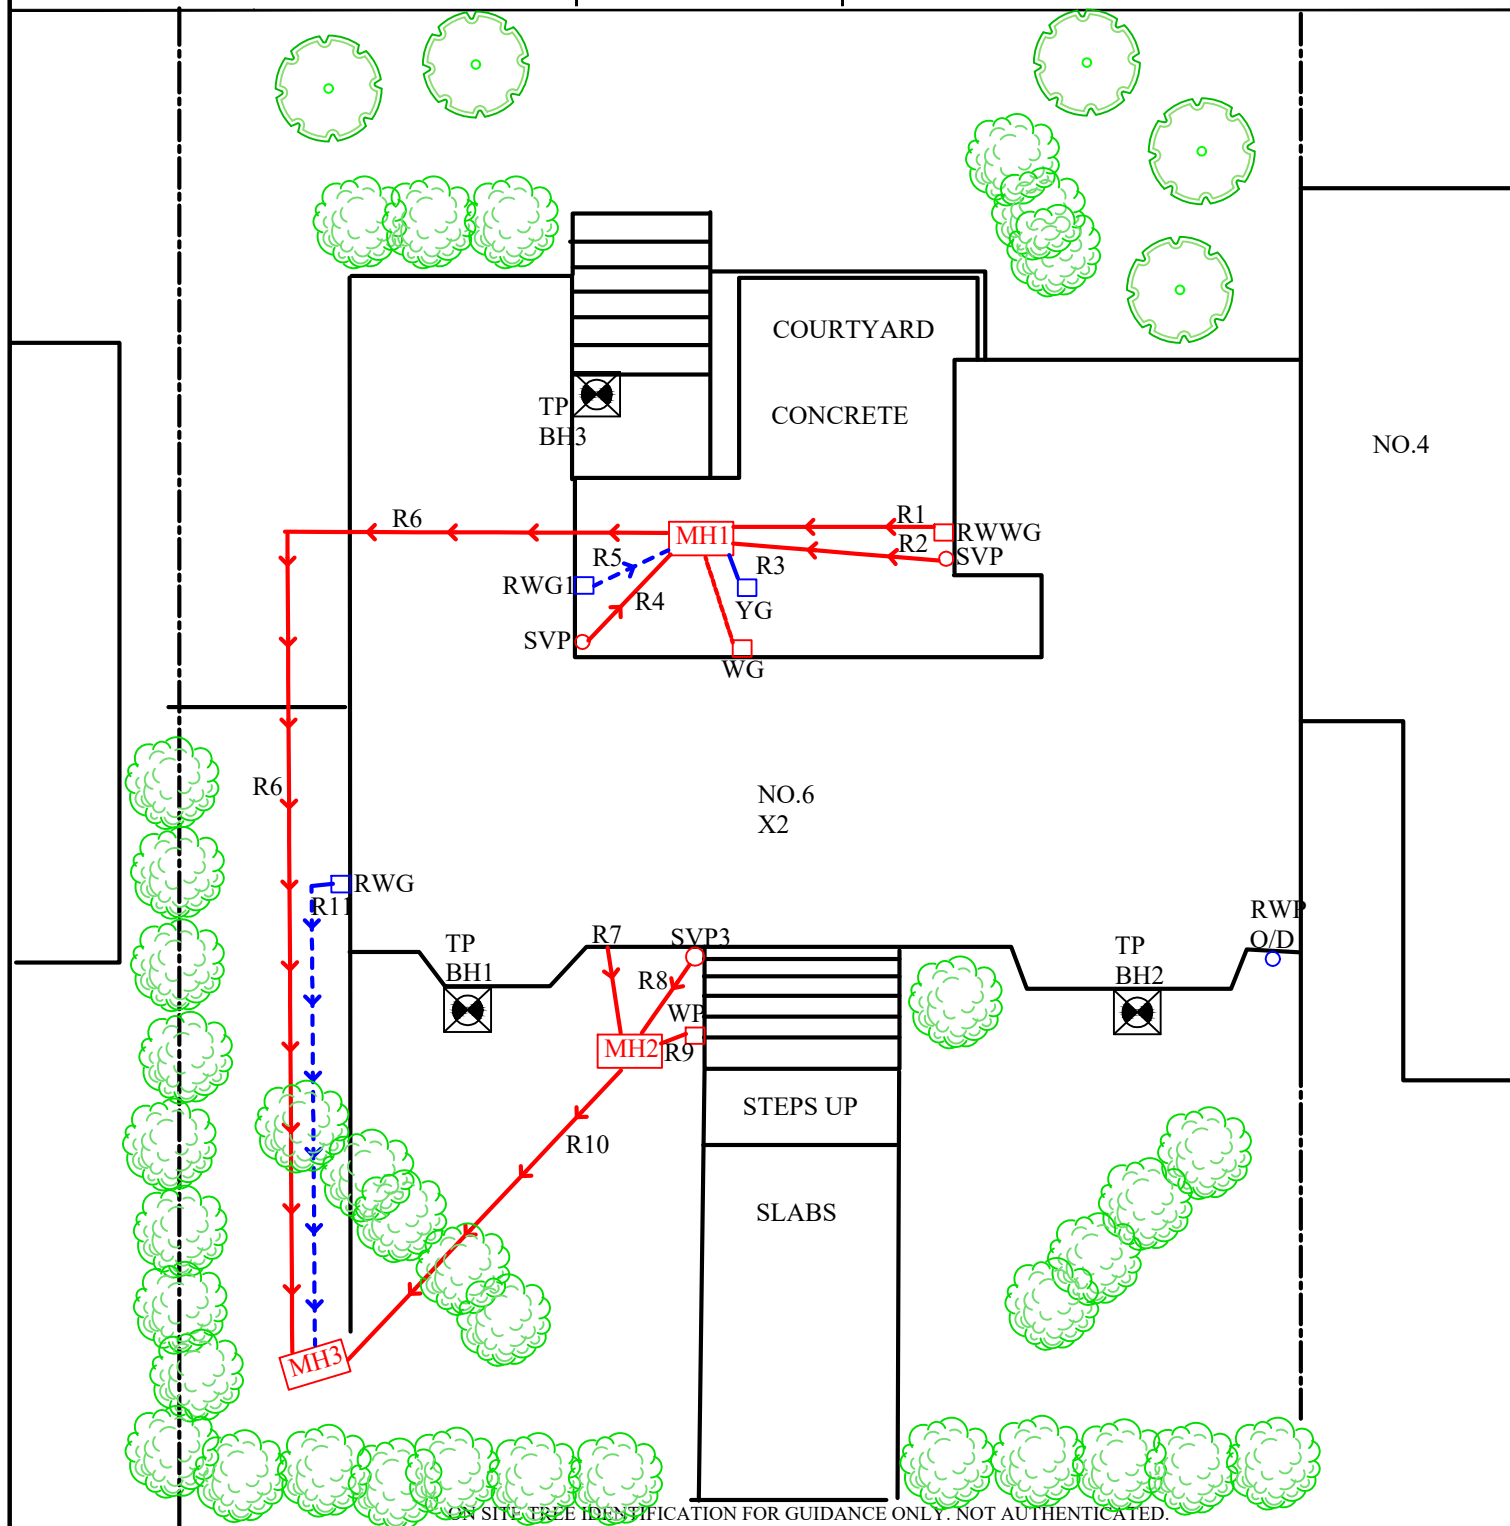 COURTYARD
TP
BH3
CONCRETE
NO.4
R6
MH1
R1
RWWG
R2
SVP
R5
R3
RWG1
R4
YG
SVP
WG
R6
NO.6
X2
RWG
R11
RWP
O/D
R7
SVP3
TP
BH1
TP
BH2
R8
WP
MH2
R9
STEPS UP
R10
SLABS
MH3
ON SITE TREE IDENTIFICATION FOR GUIDANCE ONLY. NOT AUTHENTICATED.